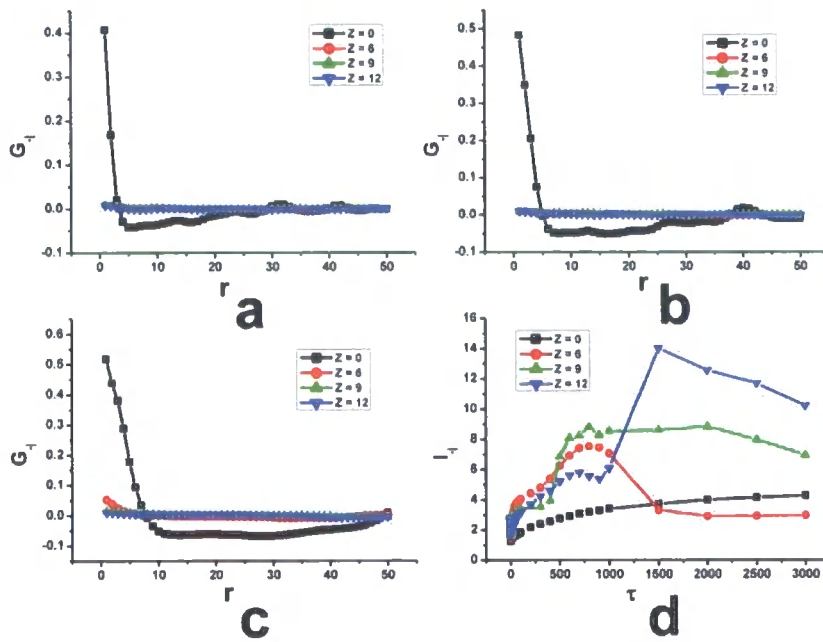 0.4
0.3
0.2
0.1
0.0
-0.1
G-I
0 10 20 30 40 50
r
Z = 0
Z = 6
Z = 9
Z = 12
a
0.5
0.4
0.3
0.2
0.1
0.0
-0.1
G-I
0 10 20 30 40 50
r
Z = 0
Z = 6
Z = 9
Z = 12
b
0.6
0.5
0.4
0.3
0.2
0.1
0.0
-0.1
G-I
0 10 20 30 40 50
r
Z = 0
Z = 6
Z = 9
Z = 12
c
16
14
12
10
8
6
4
2
0
I-I
0 500 1000 1500 2000 2500 3000
τ
Z = 0
Z = 6
Z = 9
Z = 12
d